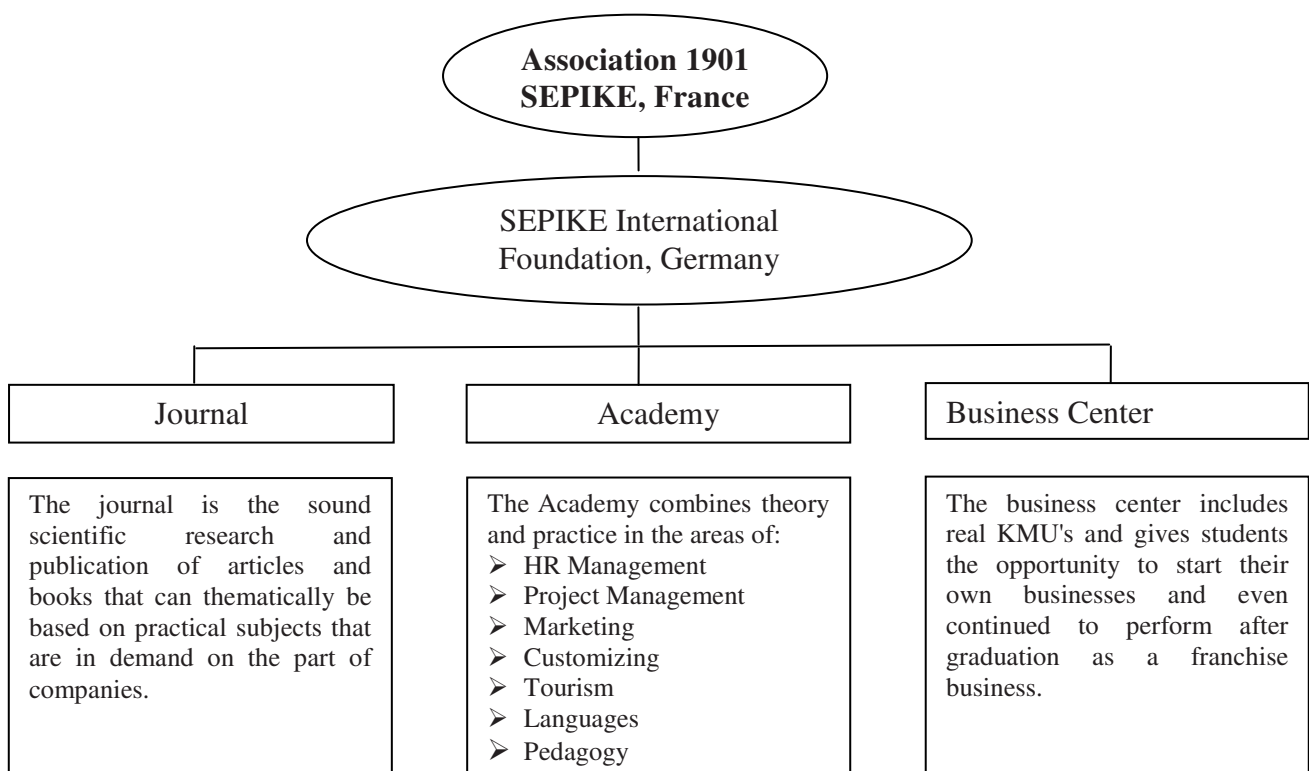 Association 1901
SEPIKE, France
SEPIKE International
Foundation, Germany
Journal
Academy
Business Center
The journal is the sound
scientific research and
publication of articles and
books that can thematically be
based on practical subjects that
are in demand on the part of
companies.
The Academy combines theory
and practice in the areas of:
➢ HR Management
➢ Project Management
➢ Marketing
➢ Customizing
➢ Tourism
➢ Languages
➢ Pedagogy
The business center includes
real KMU's and gives students
the opportunity to start their
own businesses and even
continued to perform after
graduation as a franchise
business.